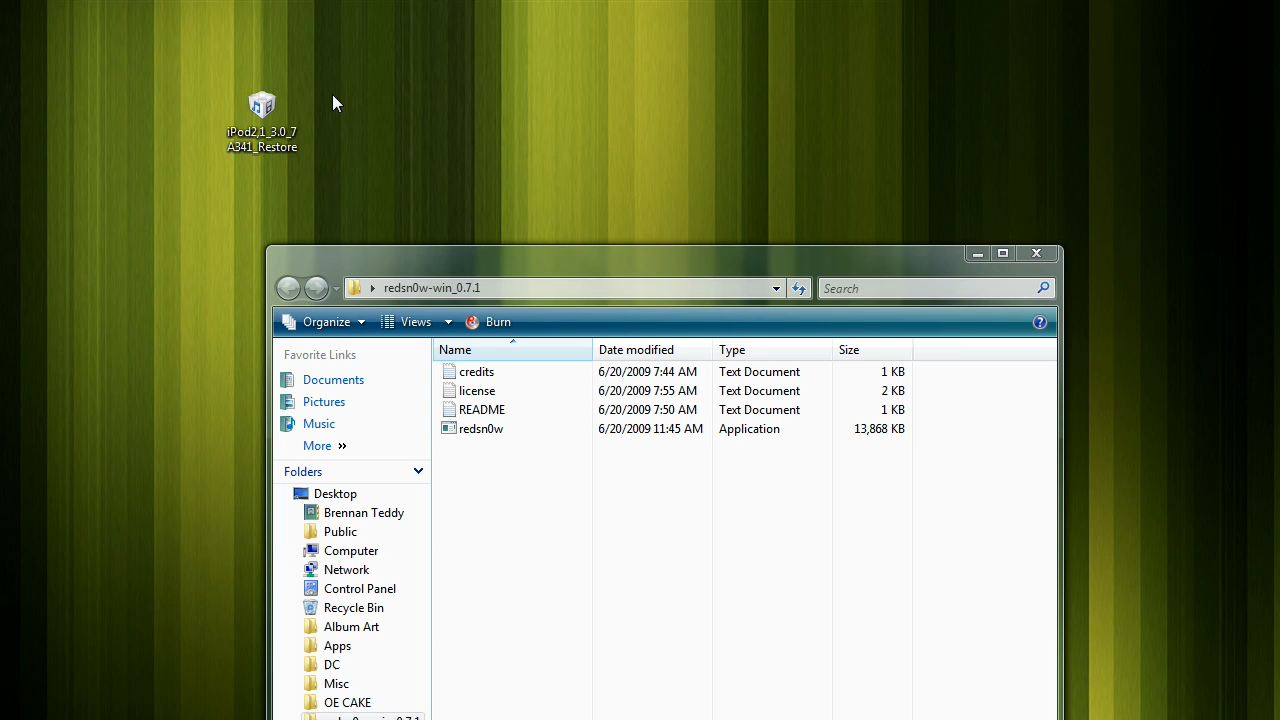 iPod2,1_3.0_7
A341_Restore
redsn0w-win_0.7.1
Search
Organize Views Burn
Favorite Links
Documents
Pictures
Music
More »
Folders
Desktop
Brennan Teddy
Public
Computer
Network
Control Panel
Recycle Bin
Album Art
Apps
DC
Misc
OE CAKE
Name Date modified Type Size
credits 6/20/2009 7:44 AM Text Document 1 KB
license 6/20/2009 7:55 AM Text Document 2 KB
README 6/20/2009 7:50 AM Text Document 1 KB
redsn0w 6/20/2009 11:45 AM Application 13,868 KB